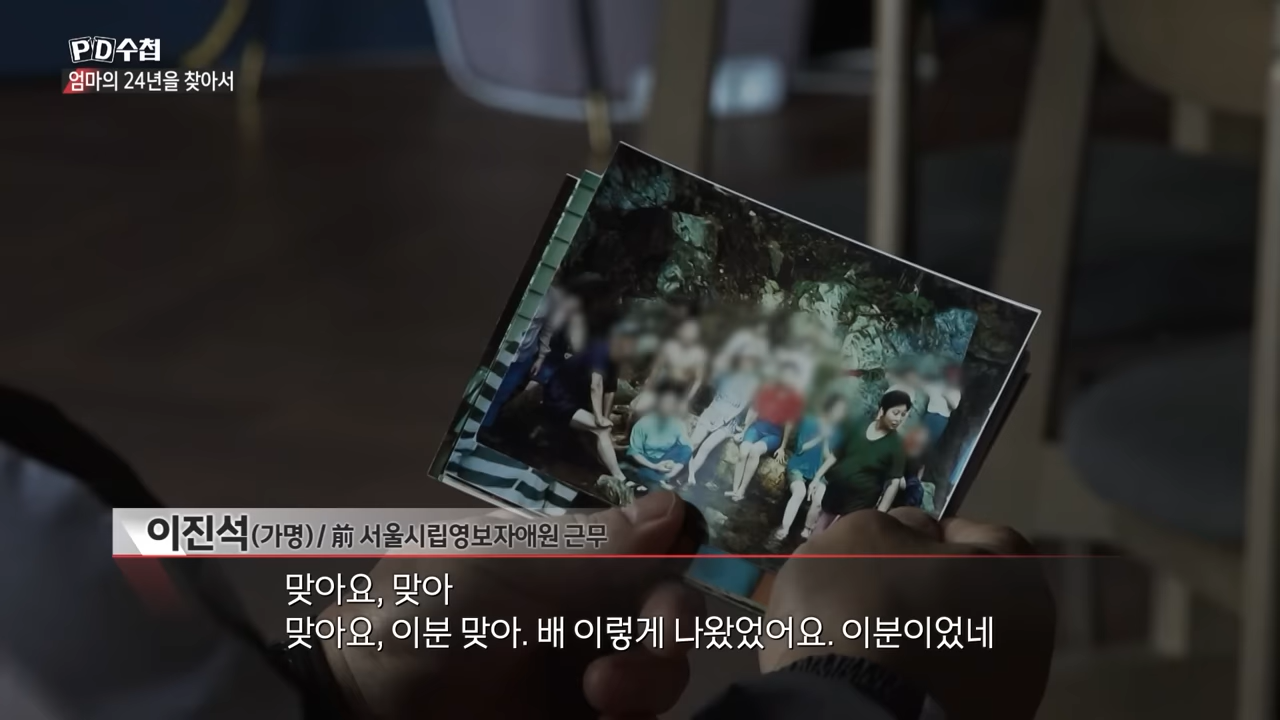 PD수첩
엄마의 24년을 찾아서
이진석(가명) / 前 서울시립영보자애원 근무
맞아요, 맞아
맞아요, 이분 맞아. 배 이렇게 나왔었어요. 이분이었네